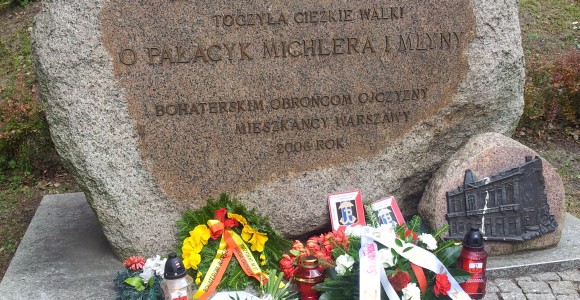 TOCZYŁA CIĘŻKIE WALKI
O PAŁACYK MICHLERA I MŁYNY
BOHATERSKIM OBROŃCOM OJCZYZNY
MIESZKAŃCY WARSZAWY
2006 ROK